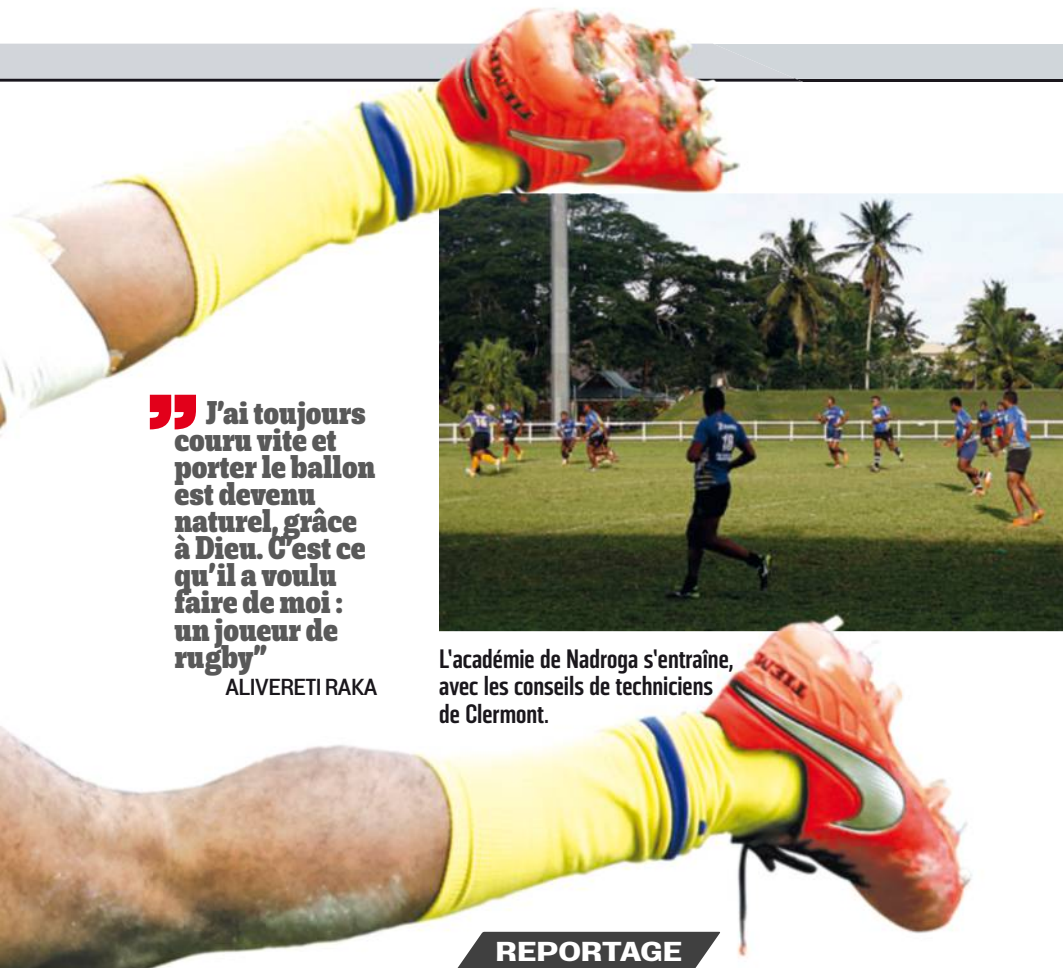 TIEMPO
” J'ai toujours
couru vite et
porter le ballon
est devenu
naturel, grâce
à Dieu. C'est ce
qu'il a voulu
faire de moi :
un joueur de
rugby”
ALIVERETI RAKA
L'académie de Nadroga s'entraîne,
avec les conseils de techniciens
de Clermont.
REPORTAGE